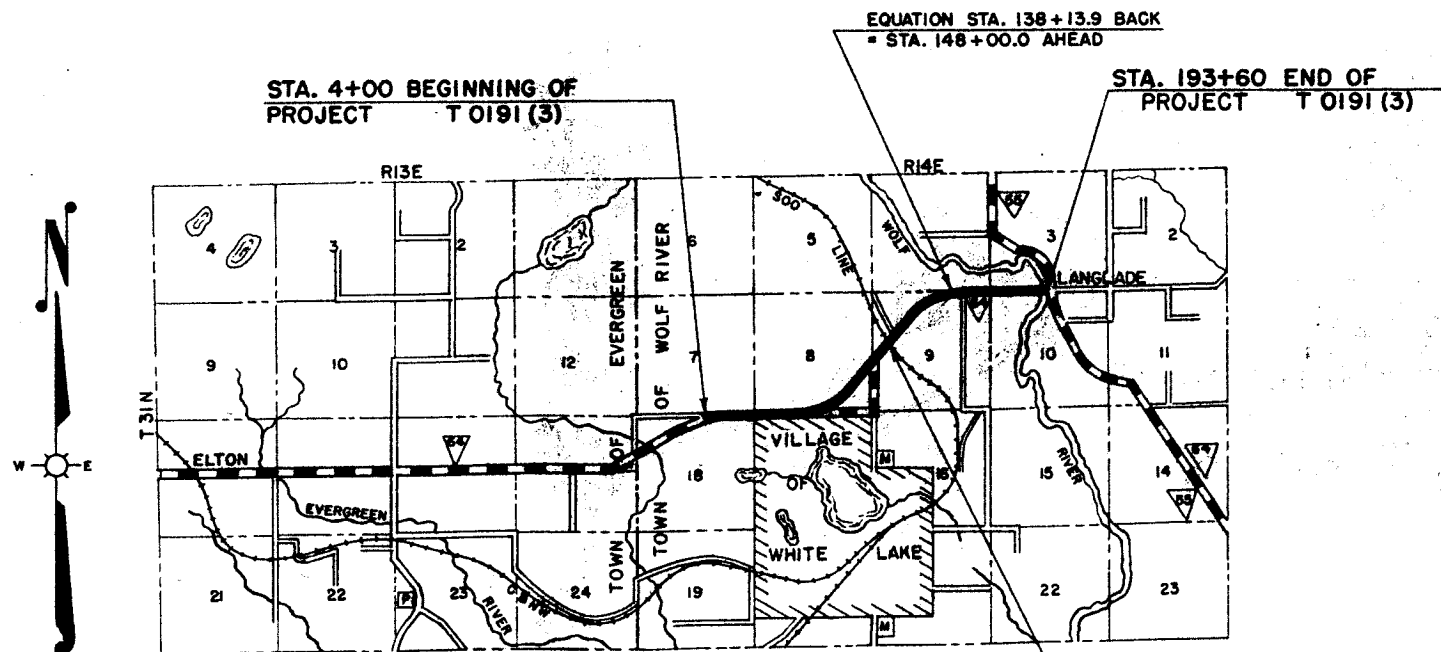 EQUATION STA. 138+13.9 BACK
= STA. 148+00.0 AHEAD
STA. 4+00 BEGINNING OF
PROJECT T 0191 (3)
STA. 193+60 END OF
PROJECT T 0191 (3)
R13E
R14E
N
4
3
2
1
6
5
SOO
LINE
WOLF
55
3
2
LANGLADE
9
10
12
EVERGREEN
WOLF RIVER
7
8
9
10
11
T 31 N
W
E
ELTON
64
OF
OF
18
VILLAGE
OF
M
16
15
RIVER
14
64
55
EVERGREEN
TOWN
TOWN
WHITE
LAKE
21
22
P
23
RIVER
C & NW
24
19
M
22
23
S